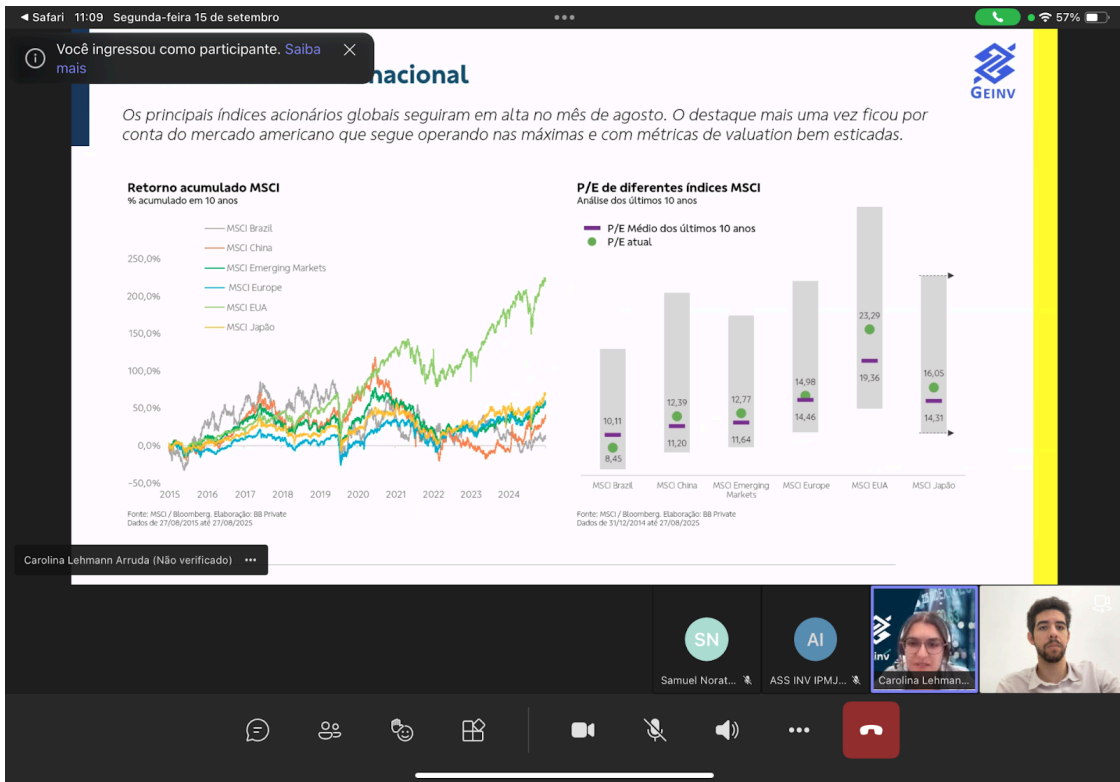 ◄ Safari 11:09 Segunda-feira 15 de setembro
57%
Você ingressou como participante. Saiba
mais
nacional
GEINV
Os principais índices acionários globais seguiram em alta no mês de agosto. O destaque mais uma vez ficou por
conta do mercado americano que segue operando nas máximas e com métricas de valuation bem esticadas.
Retorno acumulado MSCI
% acumulado em 10 anos
MSCI Brazil
MSCI China
MSCI Emerging Markets
MSCI Europe
MSCI EUA
MSCI Japão
250,0%
200,0%
150,0%
100,0%
50,0%
0,0%
-50,0%
2015 2016 2017 2018 2019 2020 2021 2022 2023 2024
Fonte: MSCI / Bloomberg. Elaboração: BB Private
Dados de 27/08/2015 até 27/08/2025
P/E de diferentes índices MSCI
Análise dos últimos 10 anos
P/E Médio dos últimos 10 anos
P/E atual
10,11
8,45
12,39
11,20
12,77
11,64
14,98
14,46
23,29
19,36
16,05
14,31
MSCI Brazil MSCI China MSCI Emerging MSCI Europe MSCI EUA MSCI Japão
Markets
Fonte: MSCI / Bloomberg. Elaboração: BB Private
Dados de 31/12/2014 até 27/08/2025
Carolina Lehmann Arruda (Não verificado) •••
SN
Samuel Norat...
AI
ASS INV IPMJ...
Carolina Lehman...